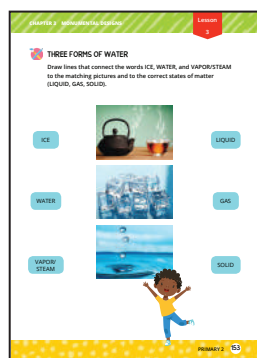 CHAPTER 3 MONUMENTAL DESIGNS
Lesson
3
THREE FORMS OF WATER
Draw lines that connect the words ICE, WATER, and VAPOR/STEAM
to the matching pictures and to the correct states of matter
(LIQUID, GAS, SOLID).
ICE
LIQUID
WATER
GAS
VAPOR/
STEAM
SOLID
PRIMARY 2 153